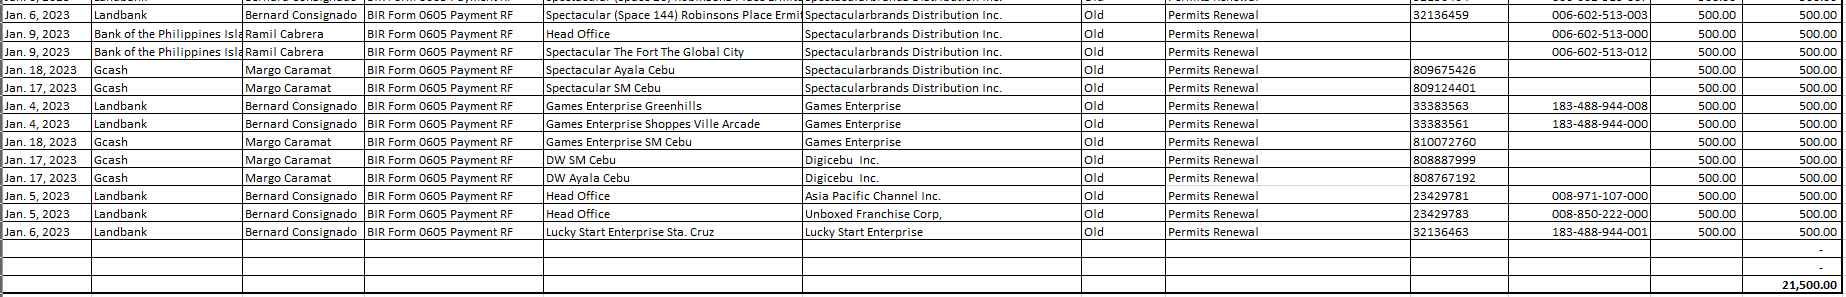 Jan. 6, 2023 Landbank Bernard Consignado BIR Form 0605 Payment RF Spectacular (Space 144) Robinsons Place Ermit Spectacularbrands Distribution Inc. Old Permits Renewal 32136459 006-602-513-003 500.00 500.00
Jan. 9, 2023 Bank of the Philippines Isla Ramil Cabrera BIR Form 0605 Payment RF Head Office Spectacularbrands Distribution Inc. Old Permits Renewal 006-602-513-000 500.00 500.00
Jan. 9, 2023 Bank of the Philippines Isla Ramil Cabrera BIR Form 0605 Payment RF Spectacular The Fort The Global City Spectacularbrands Distribution Inc. Old Permits Renewal 006-602-513-012 500.00 500.00
Jan. 18, 2023 Gcash Margo Caramat BIR Form 0605 Payment RF Spectacular Ayala Cebu Spectacularbrands Distribution Inc. Old Permits Renewal 809675426 500.00 500.00
Jan. 17, 2023 Gcash Margo Caramat BIR Form 0605 Payment RF Spectacular SM Cebu Spectacularbrands Distribution Inc. Old Permits Renewal 809124401 500.00 500.00
Jan. 4, 2023 Landbank Bernard Consignado BIR Form 0605 Payment RF Games Enterprise Greenhills Games Enterprise Old Permits Renewal 33383563 183-488-944-008 500.00 500.00
Jan. 4, 2023 Landbank Bernard Consignado BIR Form 0605 Payment RF Games Enterprise Shoppes Ville Arcade Games Enterprise Old Permits Renewal 33383561 183-488-944-000 500.00 500.00
Jan. 18, 2023 Gcash Margo Caramat BIR Form 0605 Payment RF Games Enterprise SM Cebu Games Enterprise Old Permits Renewal 810072760 500.00 500.00
Jan. 17, 2023 Gcash Margo Caramat BIR Form 0605 Payment RF DW SM Cebu Digicebu Inc. Old Permits Renewal 808887999 500.00 500.00
Jan. 17, 2023 Gcash Margo Caramat BIR Form 0605 Payment RF DW Ayala Cebu Digicebu Inc. Old Permits Renewal 808767192 500.00 500.00
Jan. 5, 2023 Landbank Bernard Consignado BIR Form 0605 Payment RF Head Office Asia Pacific Channel Inc. Old Permits Renewal 23429781 008-971-107-000 500.00 500.00
Jan. 5, 2023 Landbank Bernard Consignado BIR Form 0605 Payment RF Head Office Unboxed Franchise Corp, Old Permits Renewal 23429783 008-850-222-000 500.00 500.00
Jan. 6, 2023 Landbank Bernard Consignado BIR Form 0605 Payment RF Lucky Start Enterprise Sta. Cruz Lucky Start Enterprise Old Permits Renewal 32136463 183-488-944-001 500.00 500.00
-
-
21,500.00